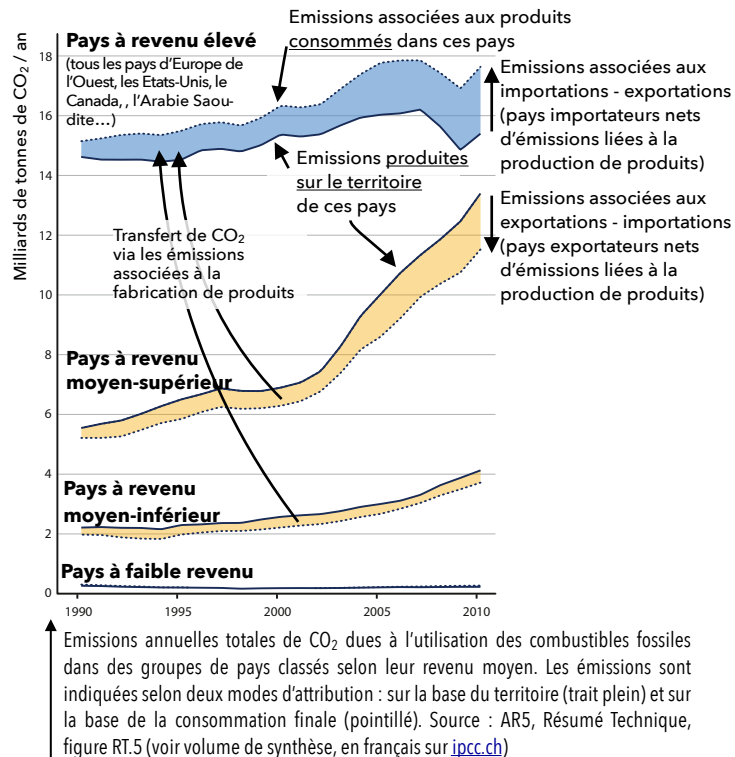 Emissions associées aux produits
consommés dans ces pays
Milliards de tonnes de CO2 / an
Pays à revenu élevé
(tous les pays d'Europe de
l'Ouest, les Etats-Unis, le
Canada, , l'Arabie Saou-
dite…)
Emissions associées aux
importations - exportations
(pays importateurs nets
d'émissions liées à la
production de produits)
Emissions produites
sur le territoire
de ces pays
Emissions associées aux
exportations - importations
(pays exportateurs nets
d'émissions liées à la
production de produits)
Transfert de CO2
via les émissions
associées à la
fabrication de produits
Pays à revenu
moyen-supérieur
Pays à revenu
moyen-inférieur
Pays à faible revenu
18
16
14
12
10
8
6
4
2
0
1990
1995
2000
2005
2010
Emissions annuelles totales de CO2 dues à l'utilisation des combustibles fossiles
dans des groupes de pays classés selon leur revenu moyen. Les émissions sont
indiquées selon deux modes d'attribution : sur la base du territoire (trait plein) et sur
la base de la consommation finale (pointillé). Source : AR5, Résumé Technique,
figure RT.5 (voir volume de synthèse, en français sur ipcc.ch)